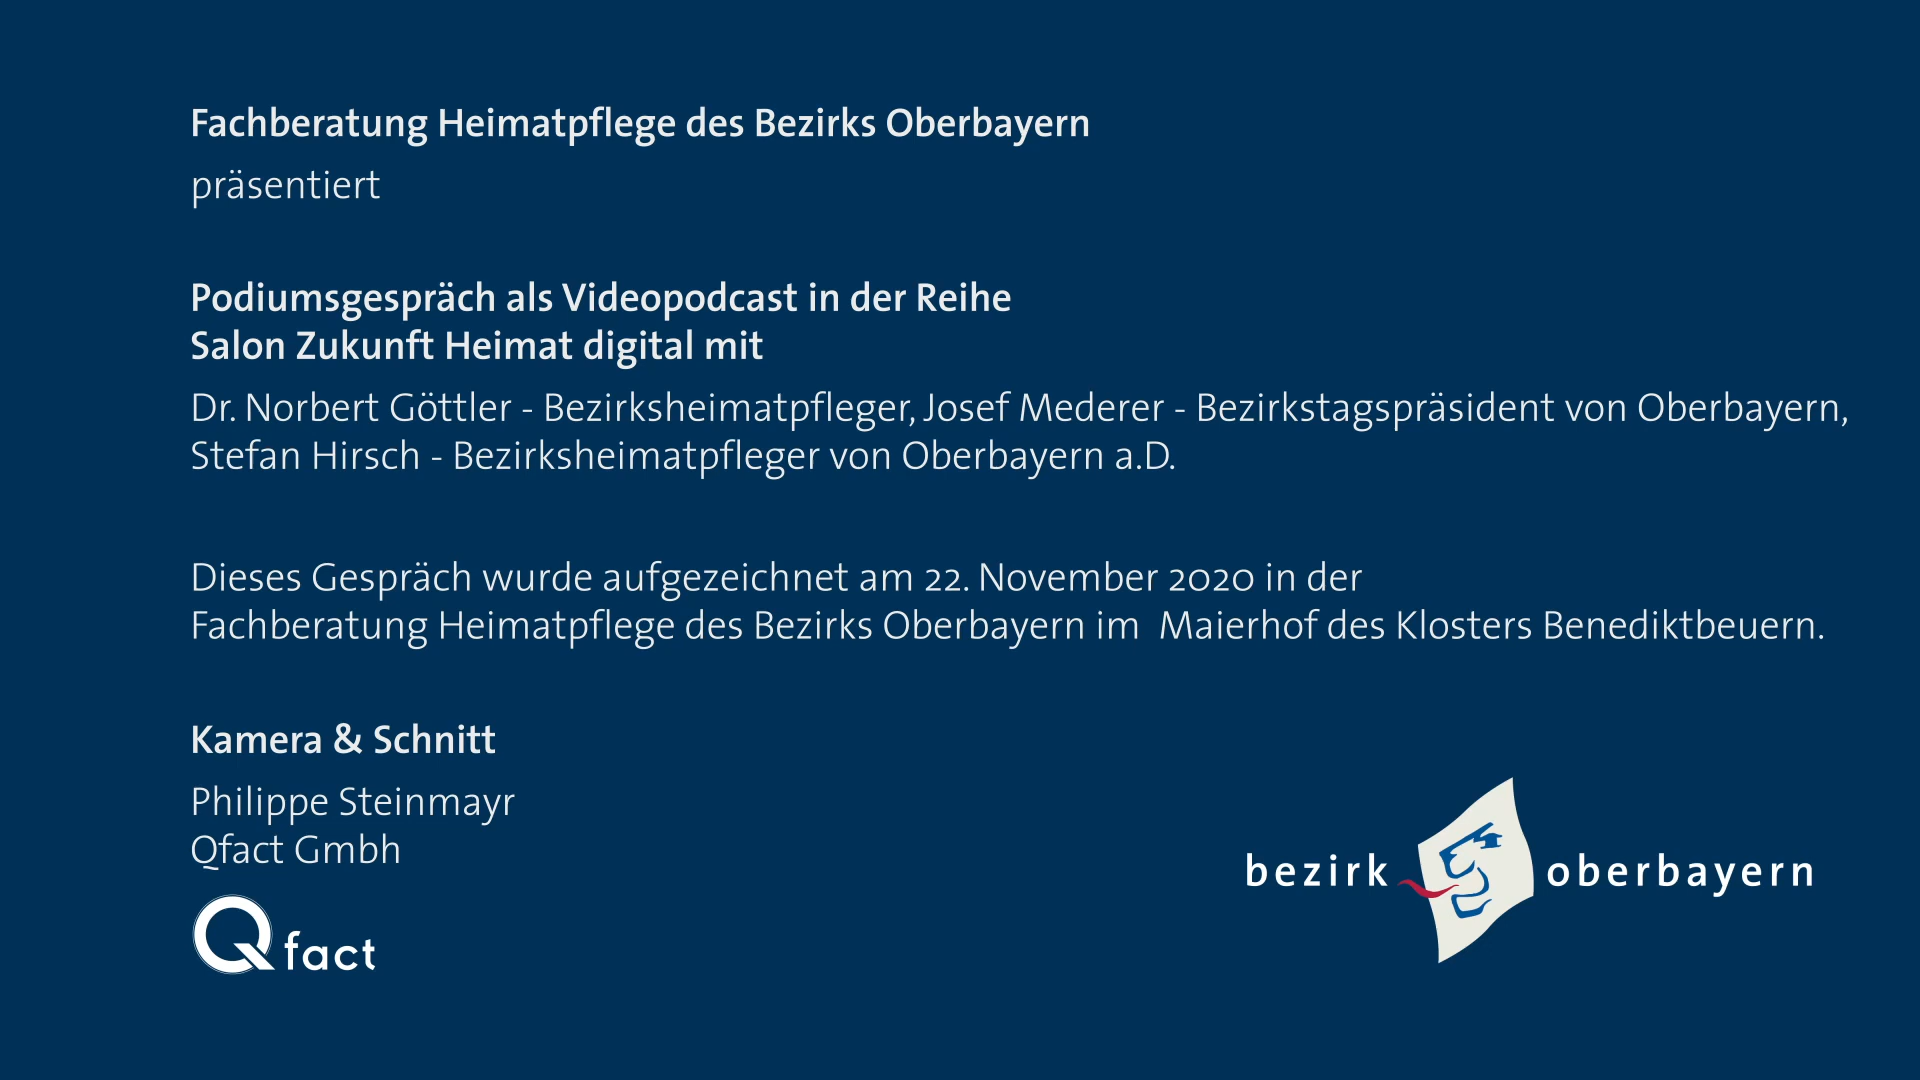 Fachberatung Heimatpflege des Bezirks Oberbayern
präsentiert
Podiumsgespräch als Videopodcast in der Reihe
Salon Zukunft Heimat digital mit
Dr. Norbert Göttler - Bezirksheimatpfleger, Josef Mederer - Bezirkstagspräsident von Oberbayern,
Stefan Hirsch - Bezirksheimatpfleger von Oberbayern a.D.
Dieses Gespräch wurde aufgezeichnet am 22. November 2020 in der
Fachberatung Heimatpflege des Bezirks Oberbayern im  Maierhof des Klosters Benediktbeuern.
Kamera & Schnitt
Philippe Steinmayr
Qfact Gmbh
Qfact
bezirk oberbayern